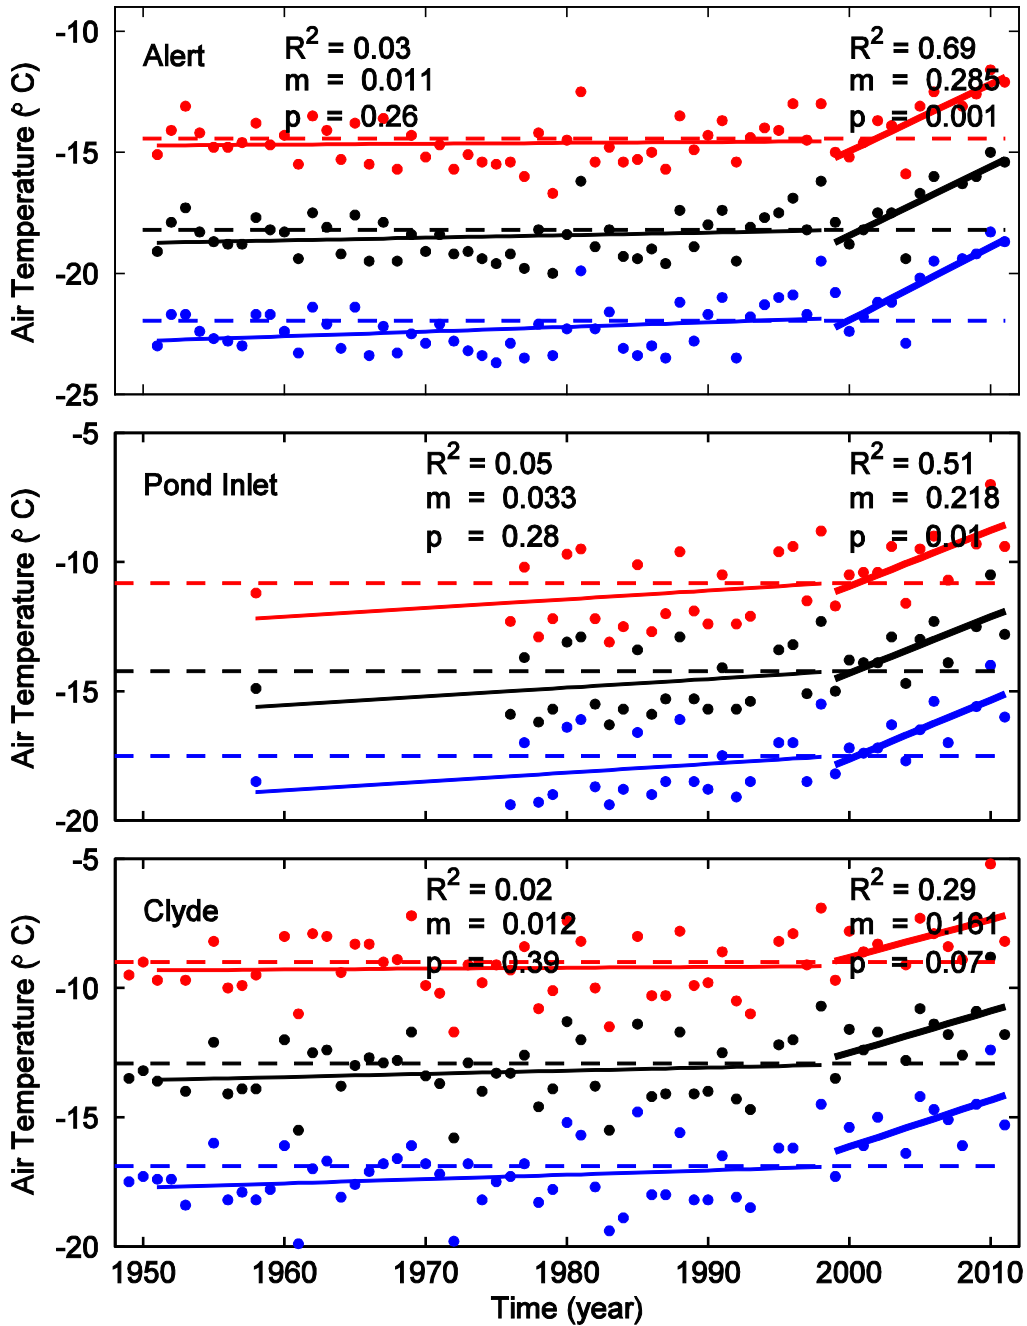 -10
-15
-20
-25
Air Temperature (° C)
Alert
R² = 0.03
m = 0.011
p = 0.26
R² = 0.69
m = 0.285
p = 0.001
-5
-10
-15
-20
Air Temperature (° C)
Pond Inlet
R² = 0.05
m = 0.033
p = 0.28
R² = 0.51
m = 0.218
p = 0.01
-5
-10
-15
-20
Air Temperature (° C)
Clyde
R² = 0.02
m = 0.012
p = 0.39
R² = 0.29
m = 0.161
p = 0.07
1950 1960 1970 1980 1990 2000 2010
Time (year)